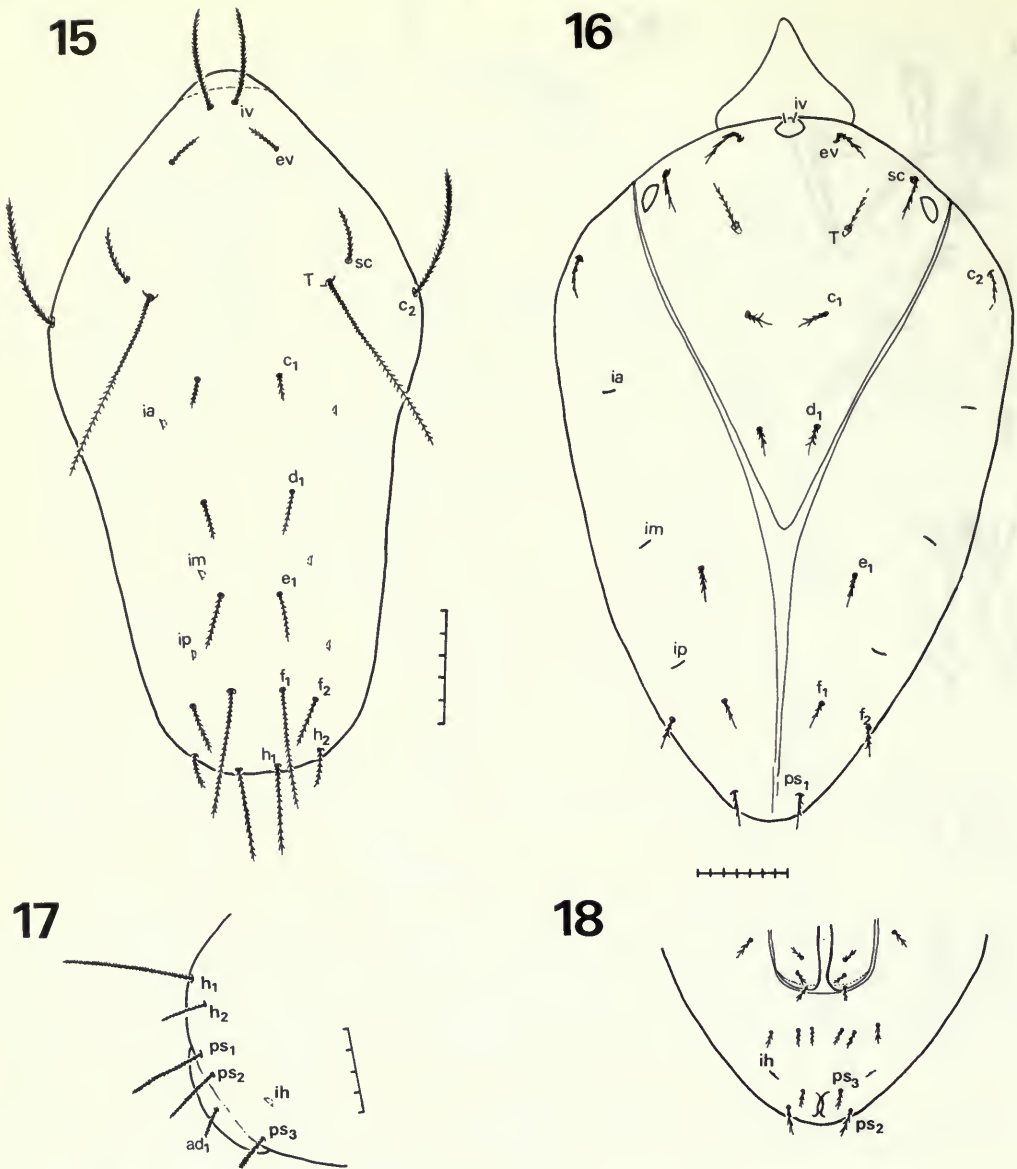 15
iv
ev
sc
T
c2
c1
ia
d1
im
e1
ip
f1
f2
h2
h1
16
iv
ev
sc
T
c2
c1
ia
d1
im
e1
ip
f1
f2
ps1
17
h1
h2
ps1
ps2
ih
ad1
ps3
18
ih
ps3
ps2